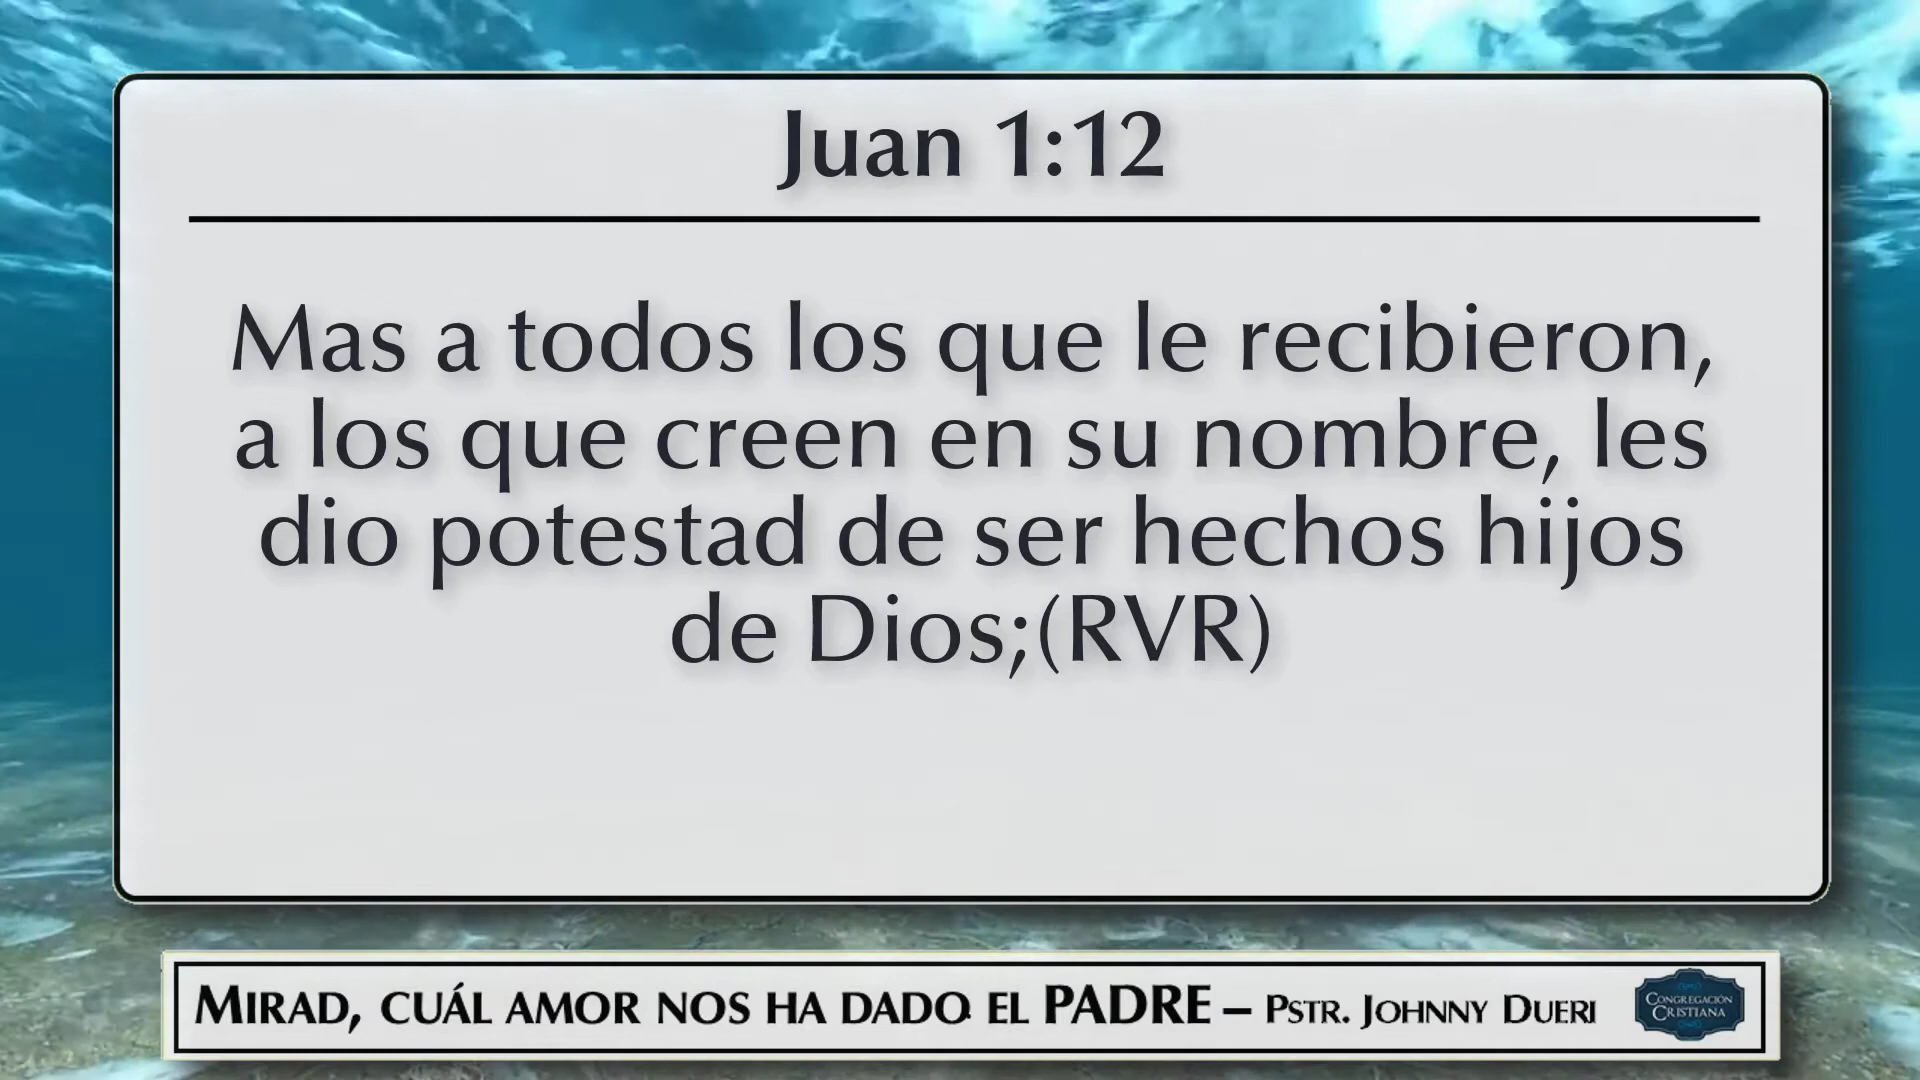 Juan 1:12
Mas a todos los que le recibieron,
a los que creen en su nombre, les
dio potestad de ser hechos hijos
de Dios;(RVR)
MIRAD, CUÁL AMOR NOS HA DADO EL PADRE – PSTR. JOHNNY DUERI
CONGREGACIÓN
CRISTIANA